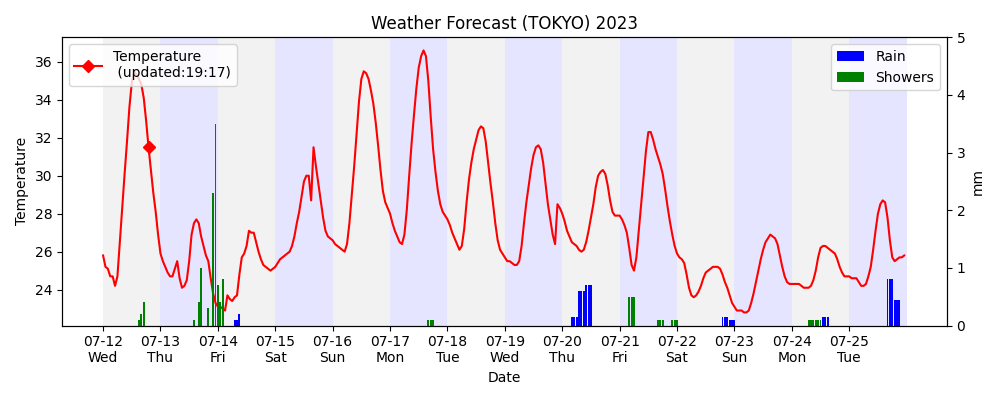 Weather Forecast (TOKYO) 2023
Temperature
(updated:19:17)
Rain
Showers
36
34
32
30
28
26
24
Temperature
5
4
3
2
1
0
mm
07-12 07-13 07-14 07-15 07-16 07-17 07-18 07-19 07-20 07-21 07-22 07-23 07-24 07-25
Wed Thu Fri Sat Sun Mon Tue Wed Thu Fri Sat Sun Mon Tue
Date